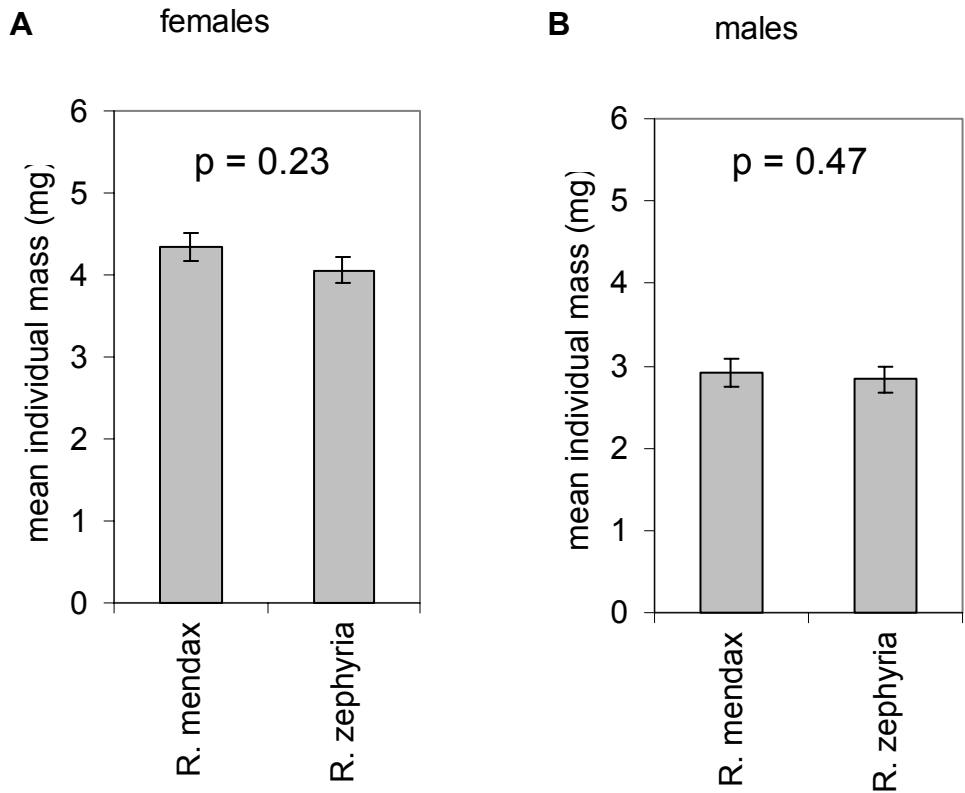 A
females
mean individual mass (mg)
6
5
4
3
2
1
0
p = 0.23
R. mendax
R. zephyria
B
males
mean individual mass (mg)
6
5
4
3
2
1
0
p = 0.47
R. mendax
R. zephyria